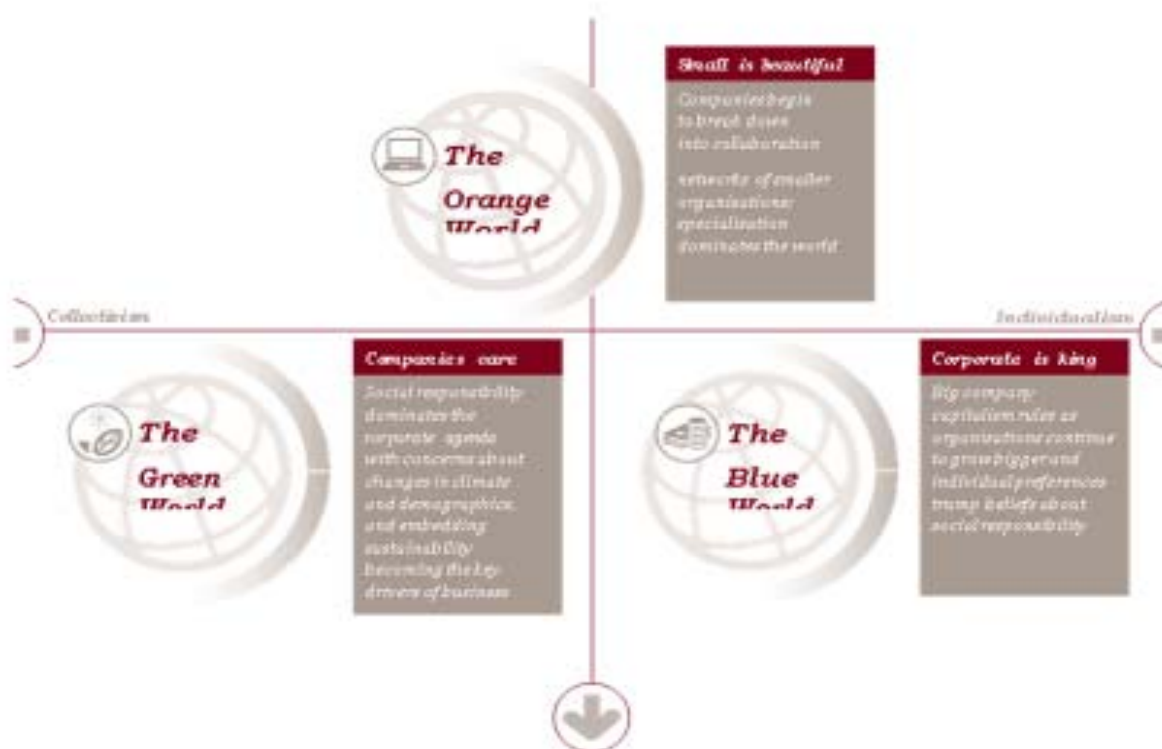 Small is beautiful
Companies begin
to break down
into collaboration
networks of smaller
organisations;
specialisation
dominates the world
The
Orange
World
Collectivism
Individualism
Companies care
Social responsibility
dominates the
corporate agenda
with concerns about
changes in climate
and demographics,
and embedding
sustainability
becoming the key
drivers of business
The
Green
World
Corporate is king
Big company
capitalism rules as
organisations continue
to grow bigger and
individual preferences
trump beliefs about
social responsibility
The
Blue
World